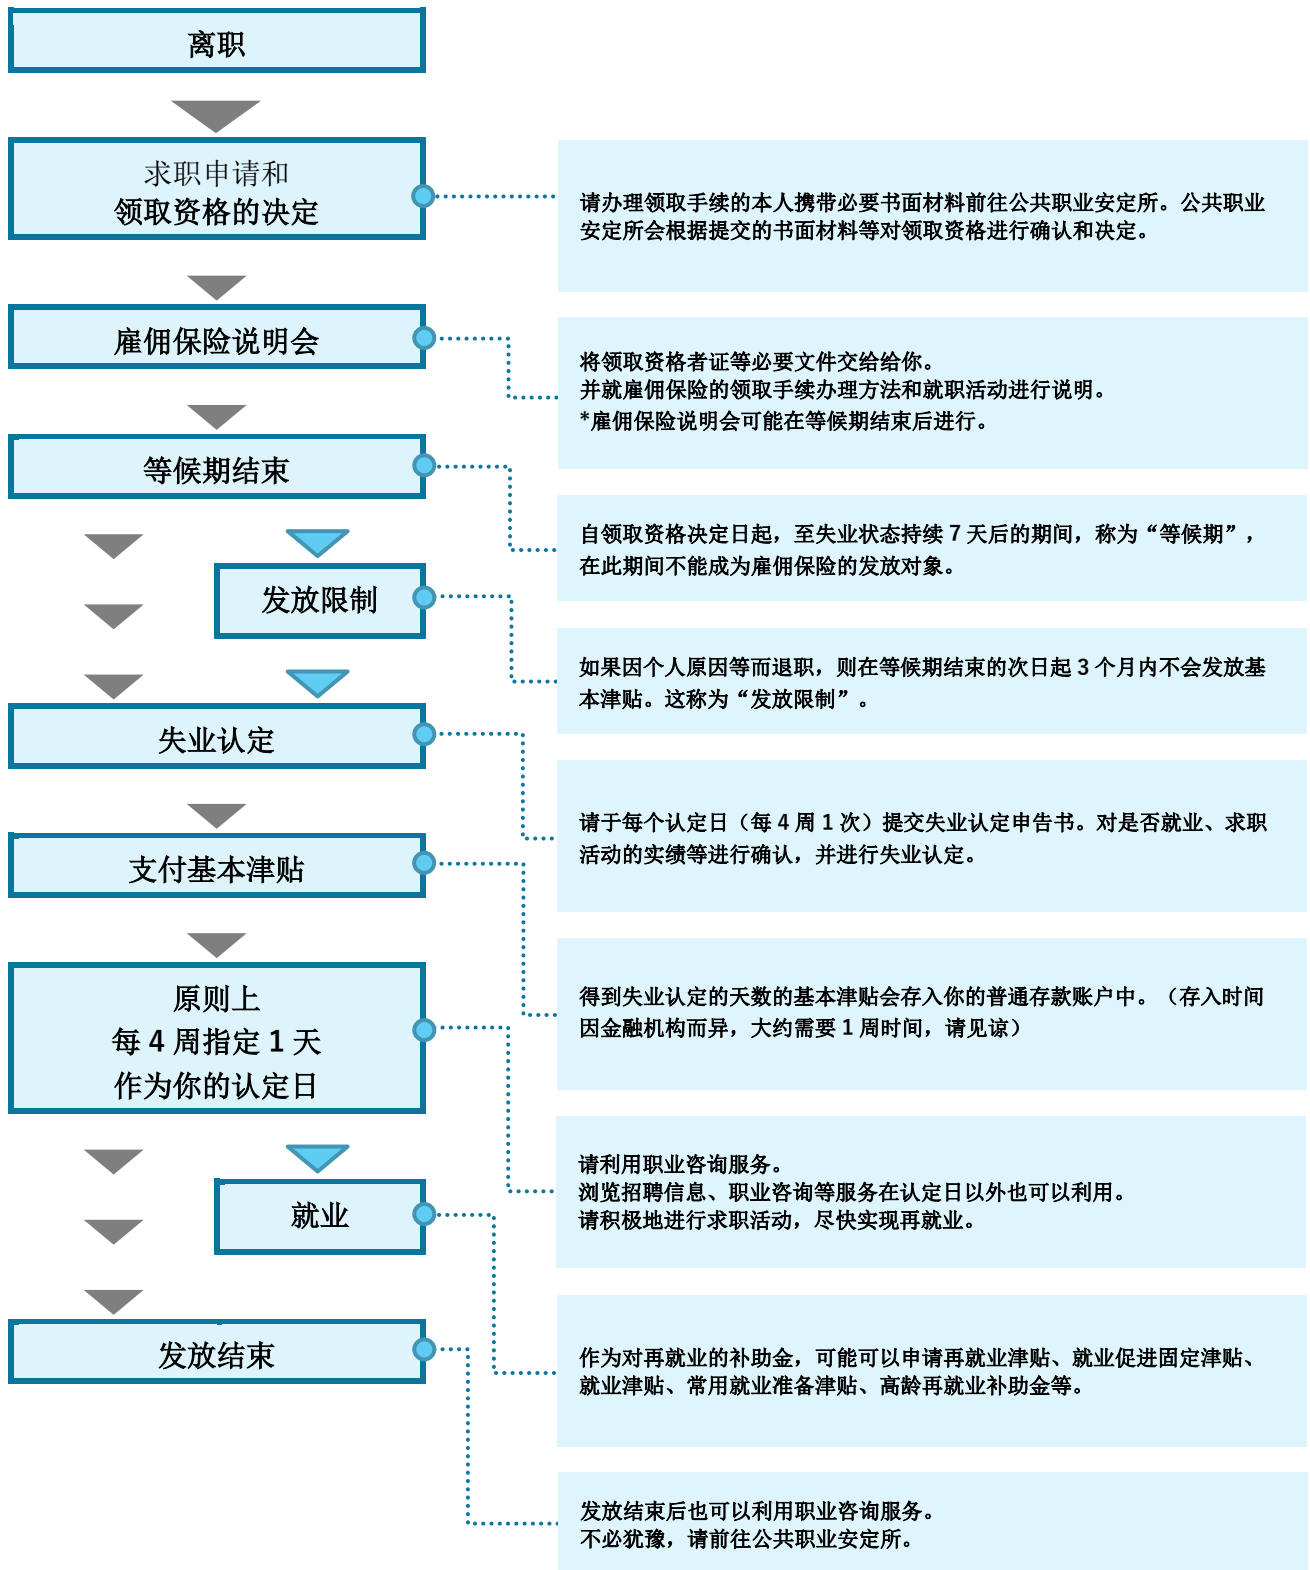 离职
求职申请和
领取资格的决定
请办理领取手续的本人携带必要书面材料前往公共职业安定所。公共职业
安定所会根据提交的书面材料等对领取资格进行确认和决定。
雇佣保险说明会
将领取资格者证等必要文件交给给你。
并就雇佣保险的领取手续办理方法和就职活动进行说明。
*雇佣保险说明会可能在等候期结束后进行。
等候期结束
自领取资格决定日起，至失业状态持续 7 天后的期间，称为“等候期”，
在此期间不能成为雇佣保险的发放对象。
发放限制
如果因个人原因等而退职，则在等候期结束的次日起 3 个月内不会发放基
本津贴。这称为“发放限制”。
失业认定
请于每个认定日（每 4 周 1 次）提交失业认定申告书。对是否就业、求职
活动的实绩等进行确认，并进行失业认定。
支付基本津贴
得到失业认定的天数的基本津贴会存入你的普通存款账户中。（存入时间
因金融机构而异，大约需要 1 周时间，请见谅）
原则上
每 4 周指定 1 天
作为你的认定日
请利用职业咨询服务。
浏览招聘信息、职业咨询等服务在认定日以外也可以利用。
请积极地进行求职活动，尽快实现再就业。
就业
作为对再就业的补助金，可能可以申请再就业津贴、就业促进固定津贴、
就业津贴、常用就业准备津贴、高龄再就业补助金等。
发放结束
发放结束后也可以利用职业咨询服务。
不必犹豫，请前往公共职业安定所。